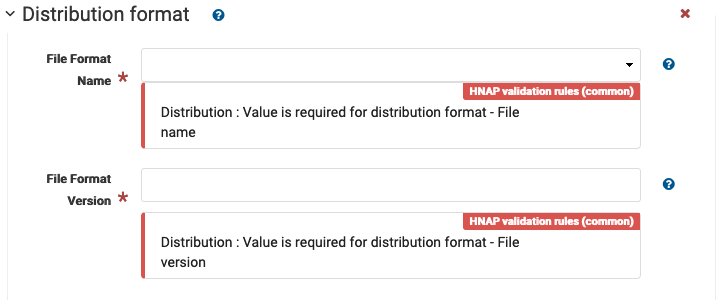 Distribution format
File Format
Name *
HNAP validation rules (common)
Distribution : Value is required for distribution format - File
name
File Format
Version *
HNAP validation rules (common)
Distribution : Value is required for distribution format - File
version